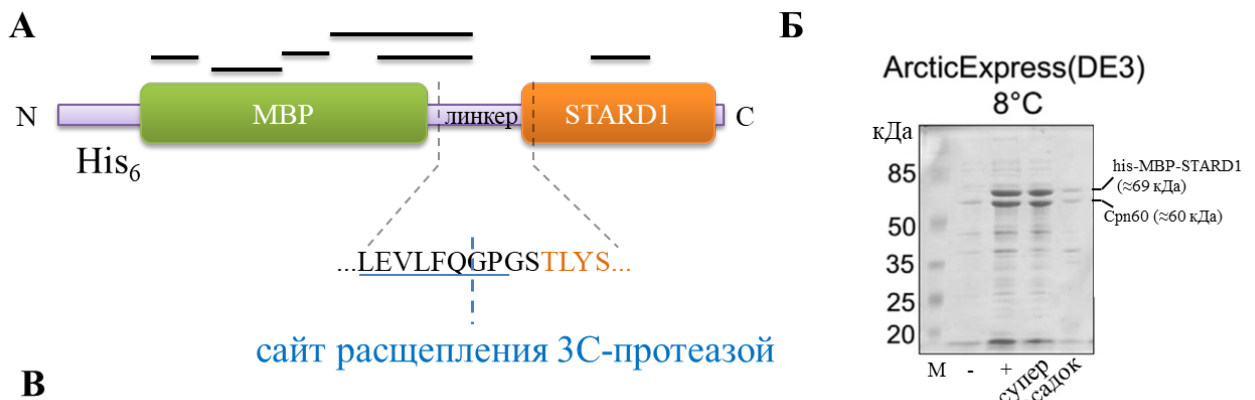 А
Б
ArcticExpress(DE3)
8°C
N
MBP
линкер
STARD1
C
His6
...LEVLFQGPGSTLYS...
сайт расщепления 3С-протеазой
кДа
85
50
35
25
20
his-MBP-STARD1
(≈69 кДа)
Cpn60 (≈60 кДа)
М - + супер
В